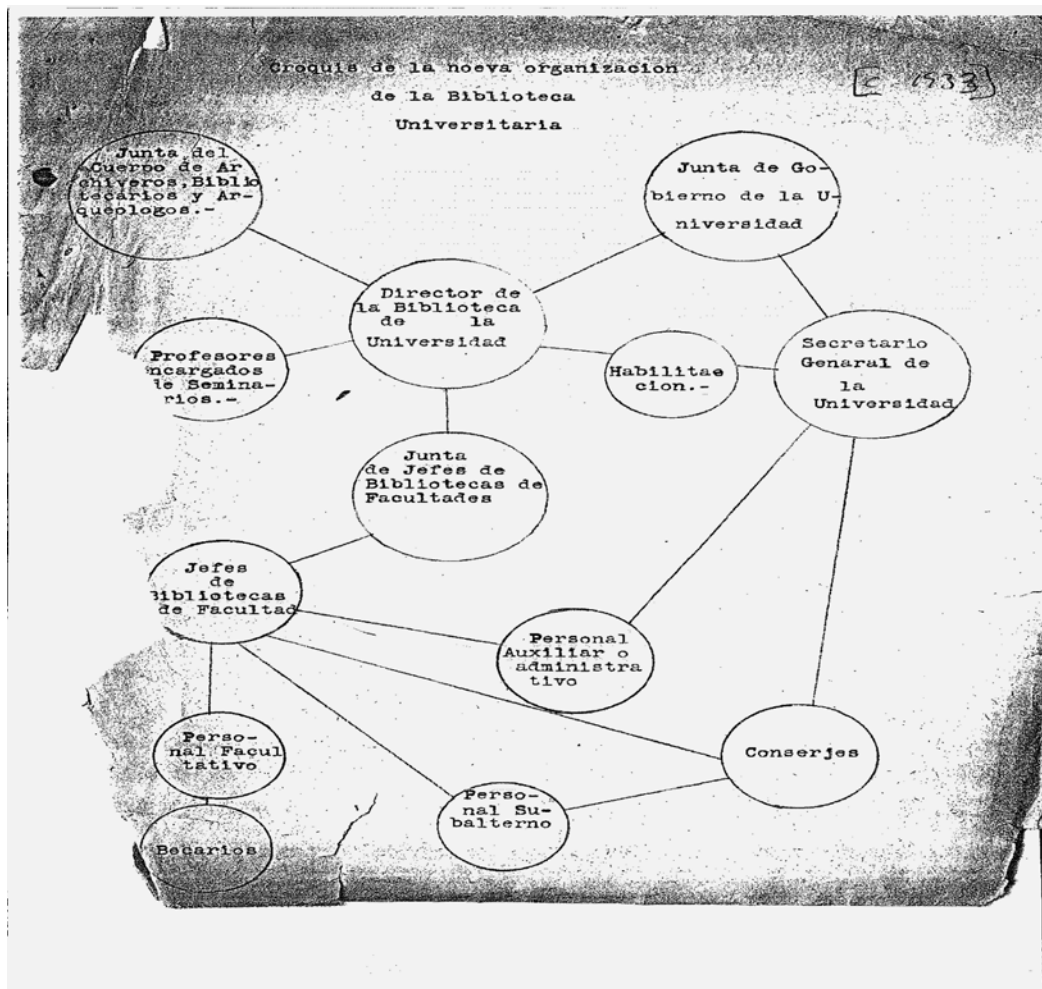 Croquis de la noeva organizacion
de la Biblioteca
Universitaria
[c 1933]
Junta del
Cuerpo de Ar
chiveros,Biblio
tecarios y Ar-
queologos.-
Junta de Go-
bierno de la U-
niversidad
Director de
la Biblioteca
de la
Universidad
Profesores
ncargados
de Semina-
rios.-
Habilitae
cion.-
Secretario
Genaral de
la
Universidad
Junta
de Jefes de
Bibliotecas de
Facultades
Jefes
de
Bibliotecas
de Facultad
Personal
Auxiliar o
administra
tivo
Perso-
nal Facul
tativo
Conserjes
Perso-
nal Su-
balterno
Becarios